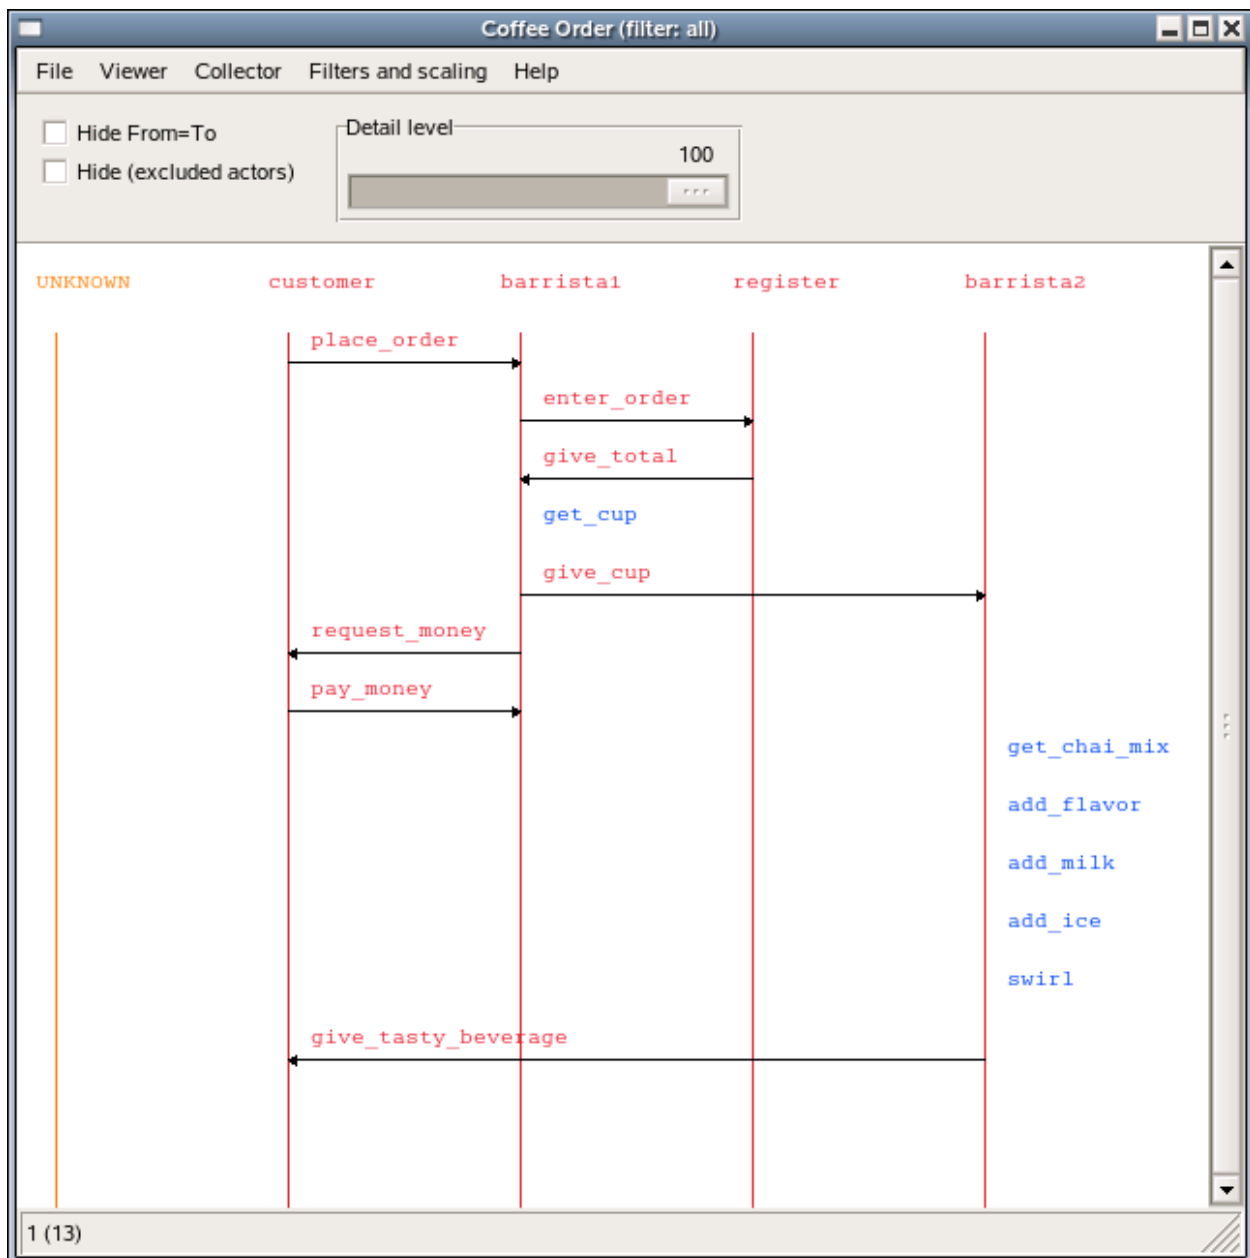 Coffee Order (filter: all)
File Viewer Collector Filters and scaling Help
Hide From=To
Hide (excluded actors)
Detail level
100
UNKNOWN customer barrista1 register barrista2
place_order
enter_order
give_total
get_cup
give_cup
request_money
pay_money
get_chai_mix
add_flavor
add_milk
add_ice
swirl
give_tasty_beverage
1 (13)